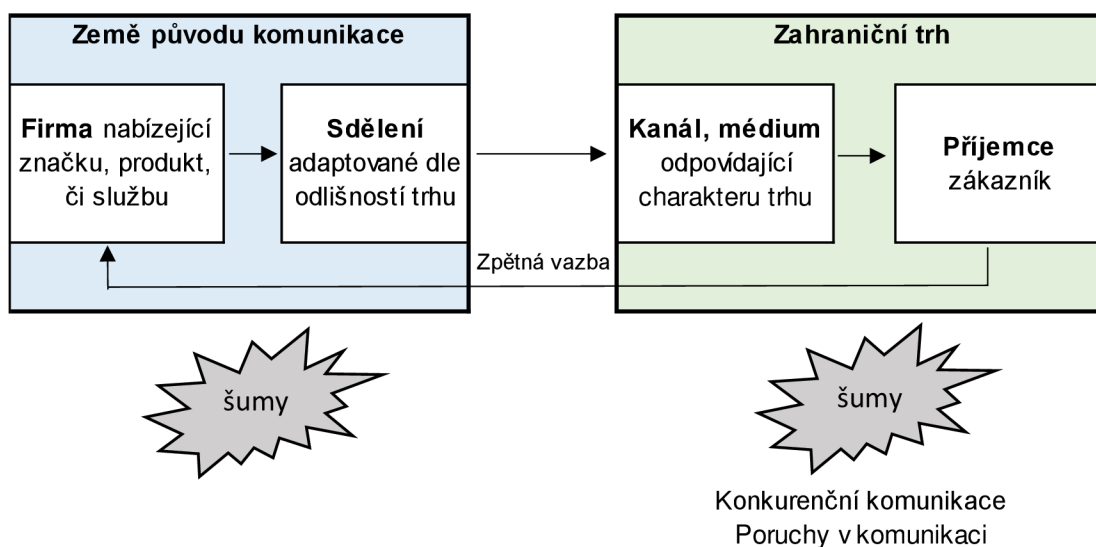 Země původu komunikace
Firma nabízející
značku, produkt,
či službu
Sdělení
adaptované dle
odlišností trhu
Zahraniční trh
Kanál, médium
odpovídající
charakteru trhu
Příjemce
zákazník
Zpětná vazba
šumy
šumy
Konkurenční komunikace
Poruchy v komunikaci